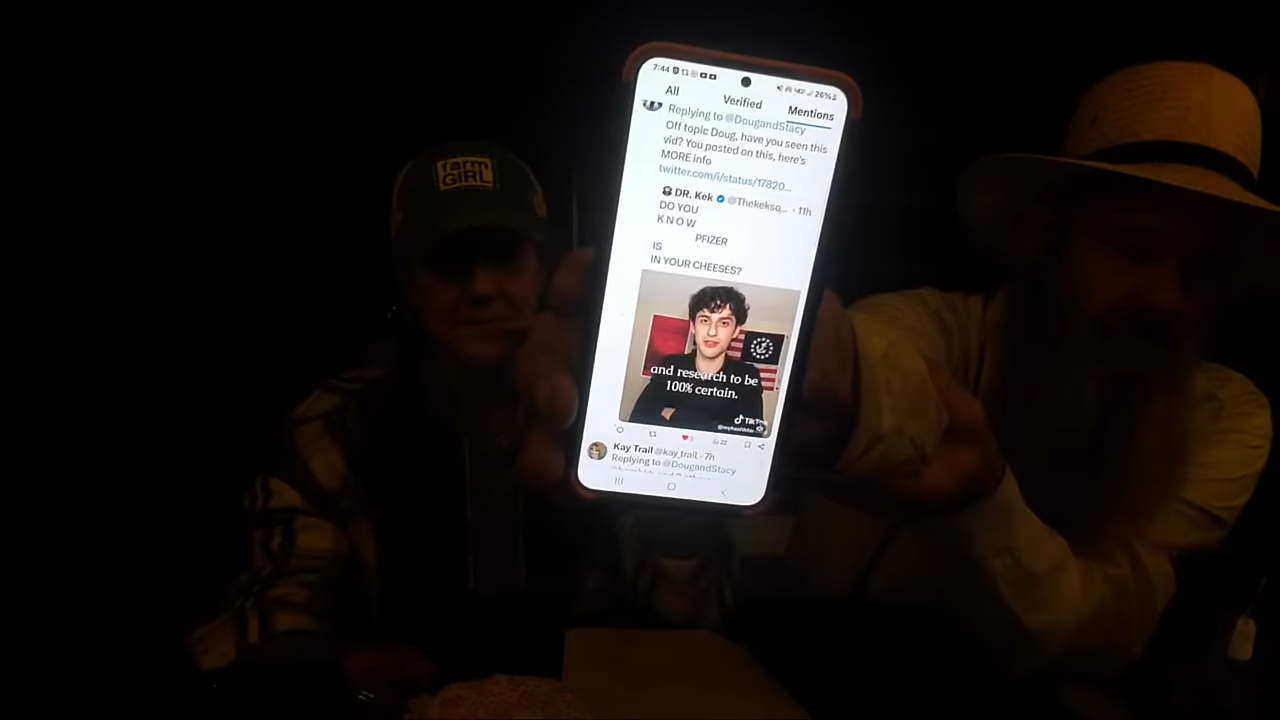 farm
GIRL
7:44
26%
All
Verified
Mentions
Replying to @DougandStacy
Off topic Doug, have you seen this
vid? You posted on this, here's
MORE info
twitter.com/i/status/17820...
DR. Kek @Thekekso... · 11h
DO YOU
K N O W
PFIZER
IS
IN YOUR CHEESES?
and research to be
100% certain.
TikTok
22
Kay Trail @kay_trail · 7h
Replying to @DougandStacy